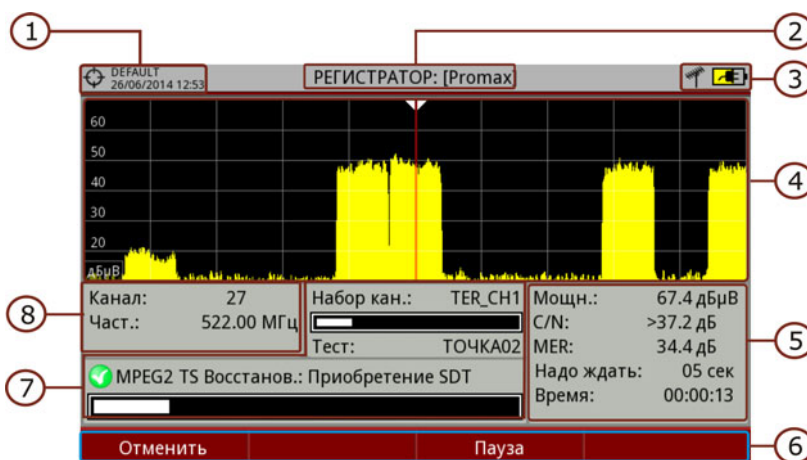 1
2
3
DEFAULT
26/06/2014 12:53
РЕГИСТРАТОР: [Promax
60
50
40
30
20
дБµВ
4
Канал: 27
Част.: 522.00 МГц
Набор кан.: TER_CH1
Тест: ТОЧКА02
Мощн.: 67.4 дБµВ
C/N: >37.2 дБ
MER: 34.4 дБ
Надо ждать: 05 сек
Время: 00:00:13
8
5
7
MPEG2 TS Восстанов.: Приобретение SDT
Отменить
Пауза
6